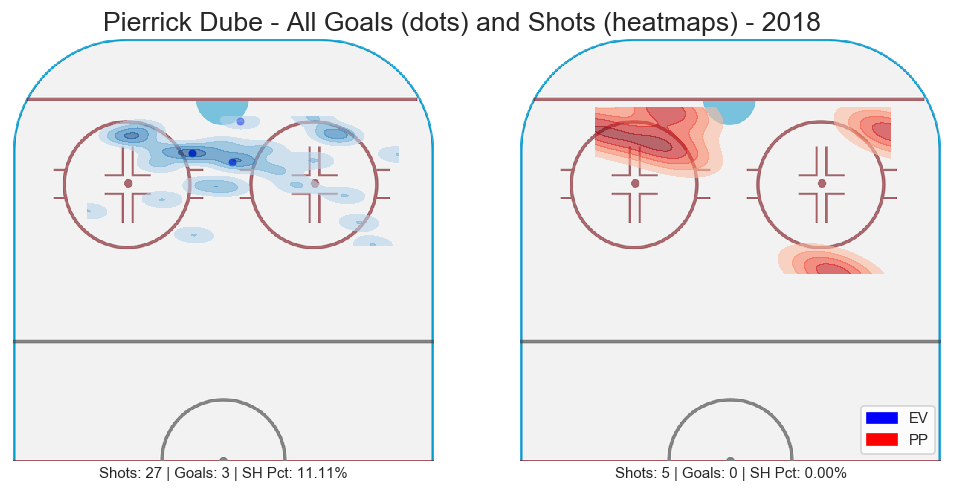 Pierrick Dube - All Goals (dots) and Shots (heatmaps) - 2018
EV
PP
Shots: 27 | Goals: 3 | SH Pct: 11.11%
Shots: 5 | Goals: 0 | SH Pct: 0.00%